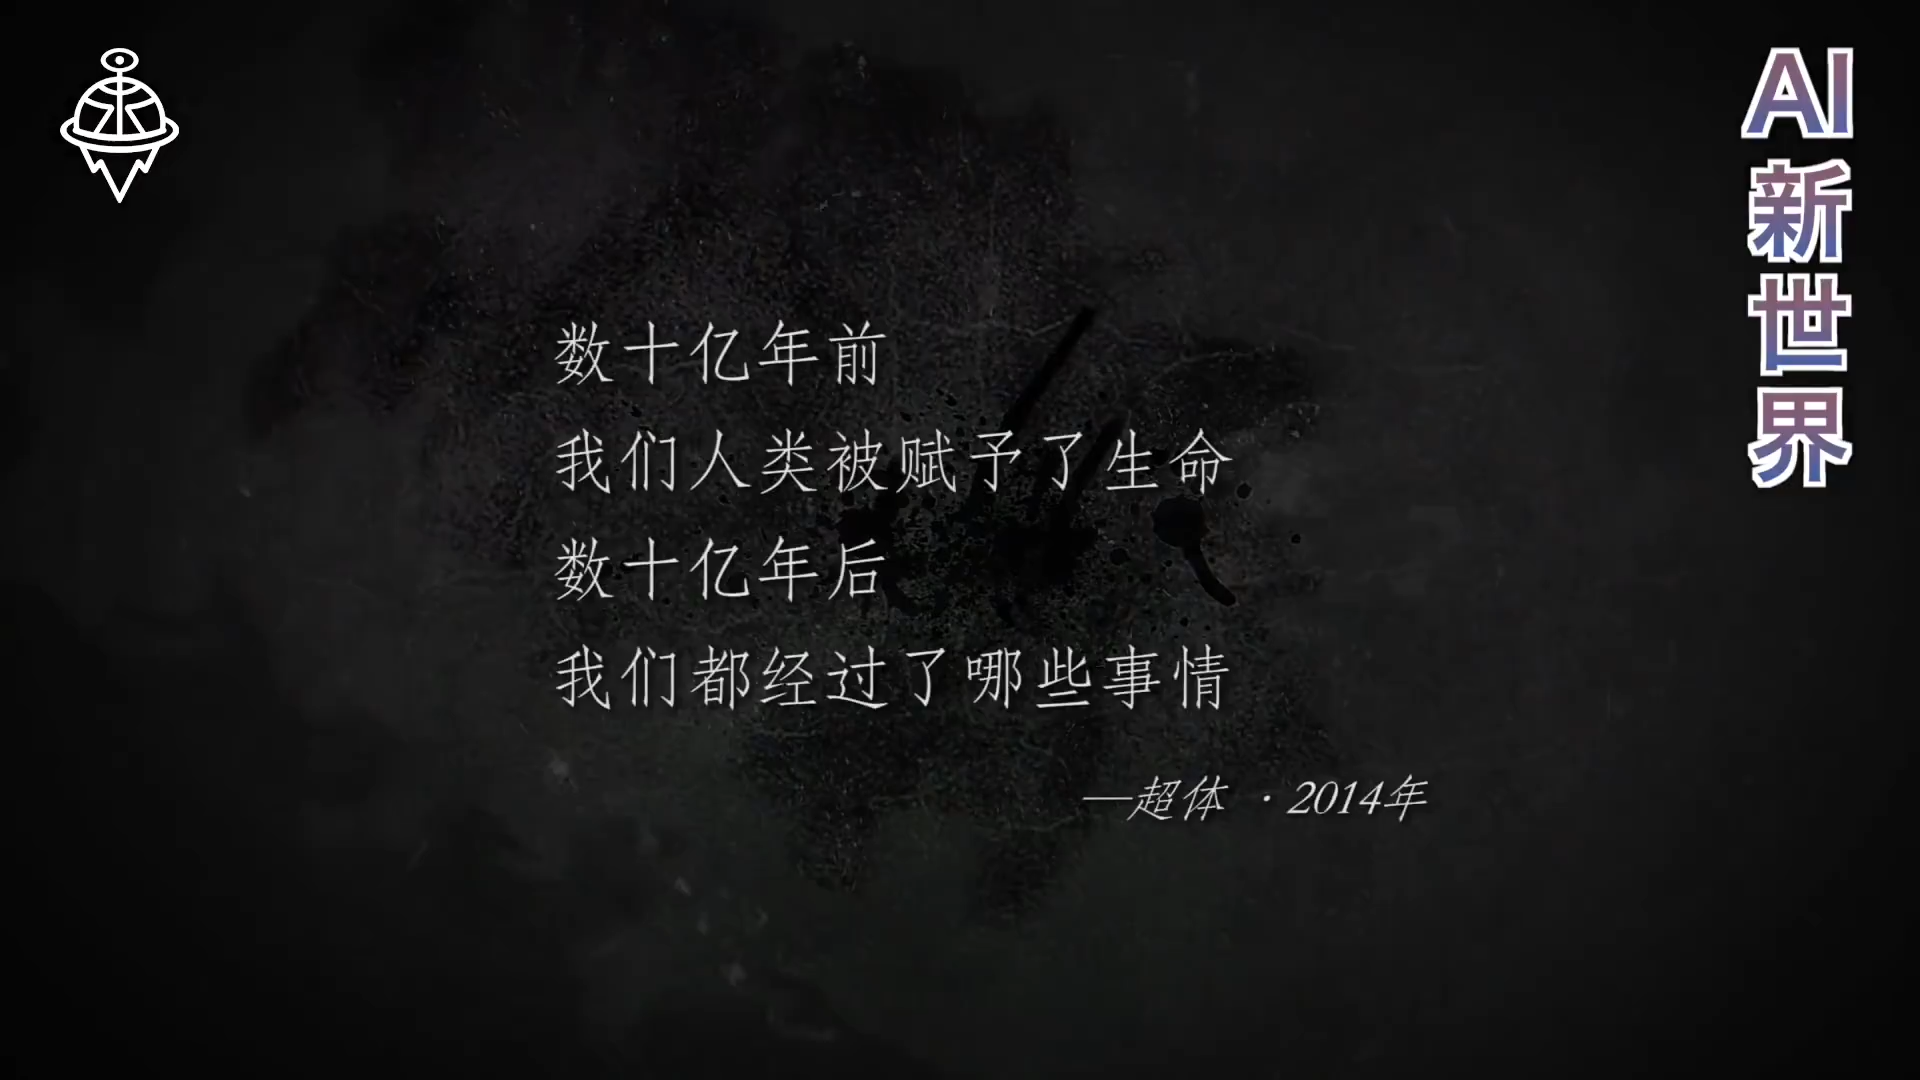 数十亿年前
我们人类被赋予了生命
数十亿年后
我们都经过了哪些事情
—超体 · 2014年
AI新世界